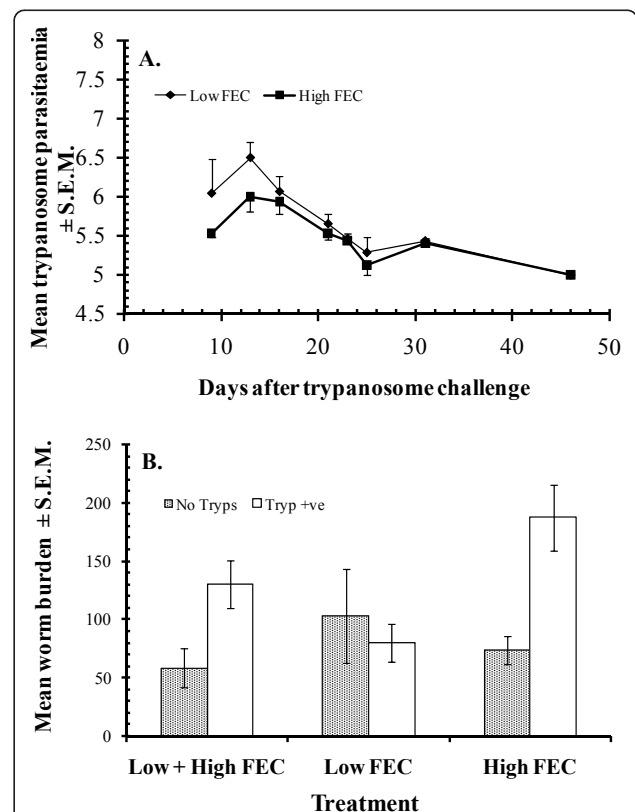 8
A.
7.5
Low FEC High FEC
7
6.5
6
5.5
5
4.5
0 10 20 30 40 50
Mean trypanosome parasitaemia
± S.E.M.
Days after trypanosome challenge
250
B.
No Tryps Tryp +ve
200
150
100
50
0
Mean worm burden ± S.E.M.
Low + High FEC Low FEC High FEC
Treatment